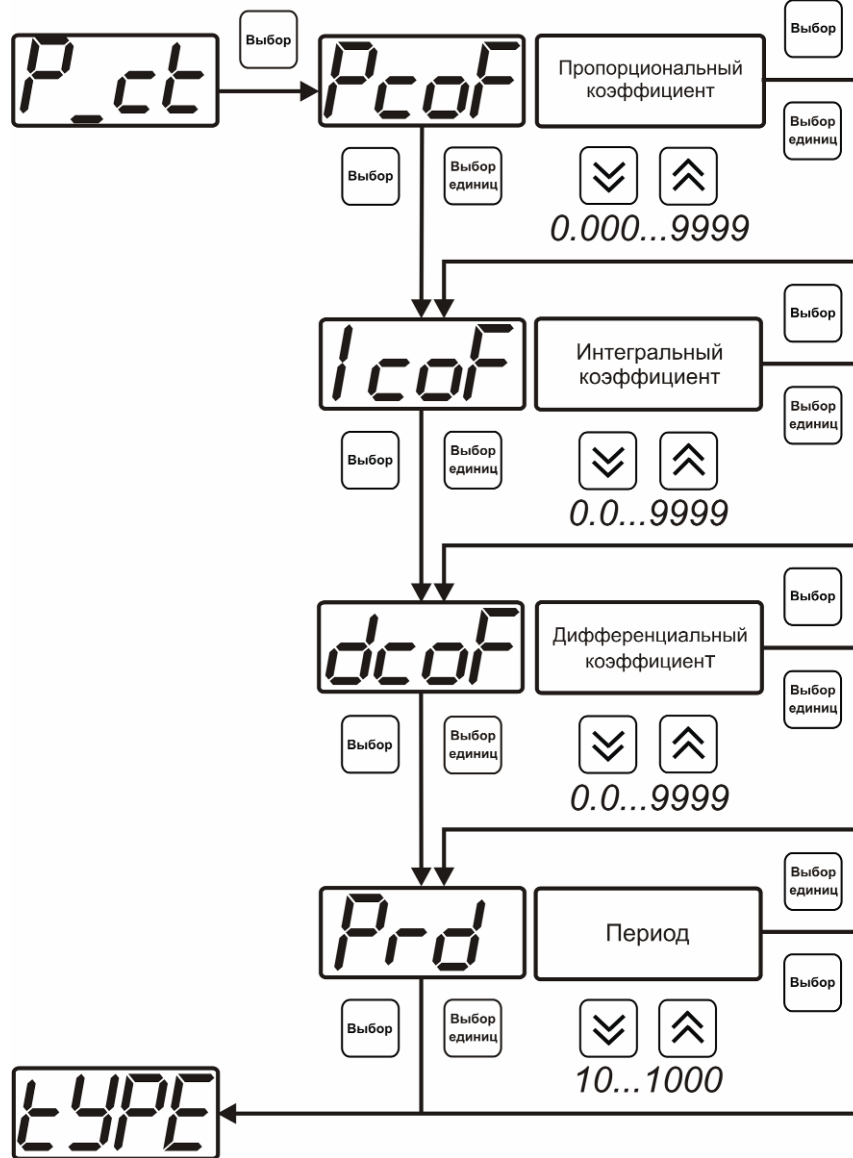 P_ct
Выбор
PcoF
Пропорциональный
коэффициент
Выбор
Выбор
единиц
Выбор
Выбор
единиц
0.000...9999
IcoF
Интегральный
коэффициент
Выбор
Выбор
единиц
Выбор
Выбор
единиц
0.0...9999
dcoF
Дифференциальный
коэффициент
Выбор
Выбор
единиц
Выбор
Выбор
единиц
0.0...9999
Prd
Период
Выбор
единиц
Выбор
Выбор
Выбор
единиц
10...1000
tYPE